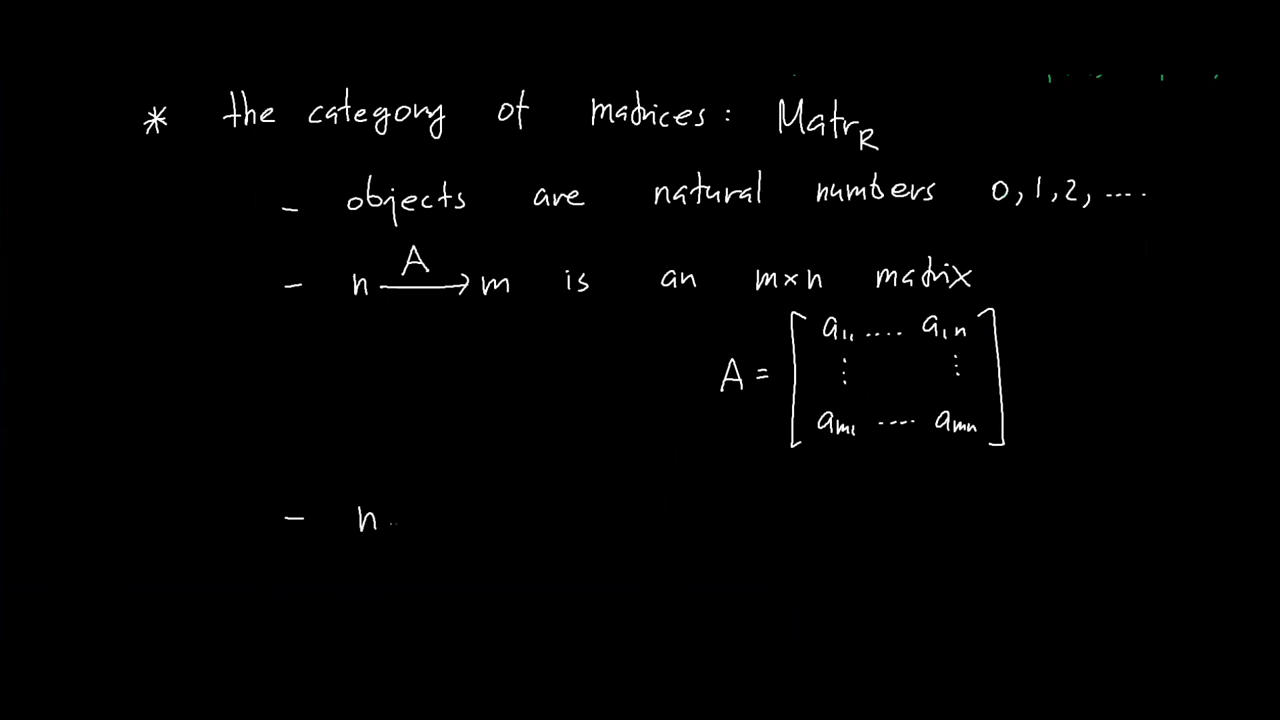 * the category of matrices : Matr_R
- objects are natural numbers 0, 1, 2, ....
- n —A→ m is an m×n matrix
A = [ a_11 .... a_1n
⋮ ⋮
a_m1 .... a_mn ]
- n